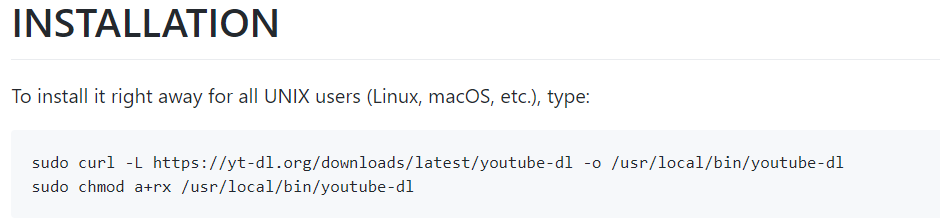 INSTALLATION
To install it right away for all UNIX users (Linux, macOS, etc.), type:
sudo curl -L https://yt-dl.org/downloads/latest/youtube-dl -o /usr/local/bin/youtube-dl
sudo chmod a+rx /usr/local/bin/youtube-dl